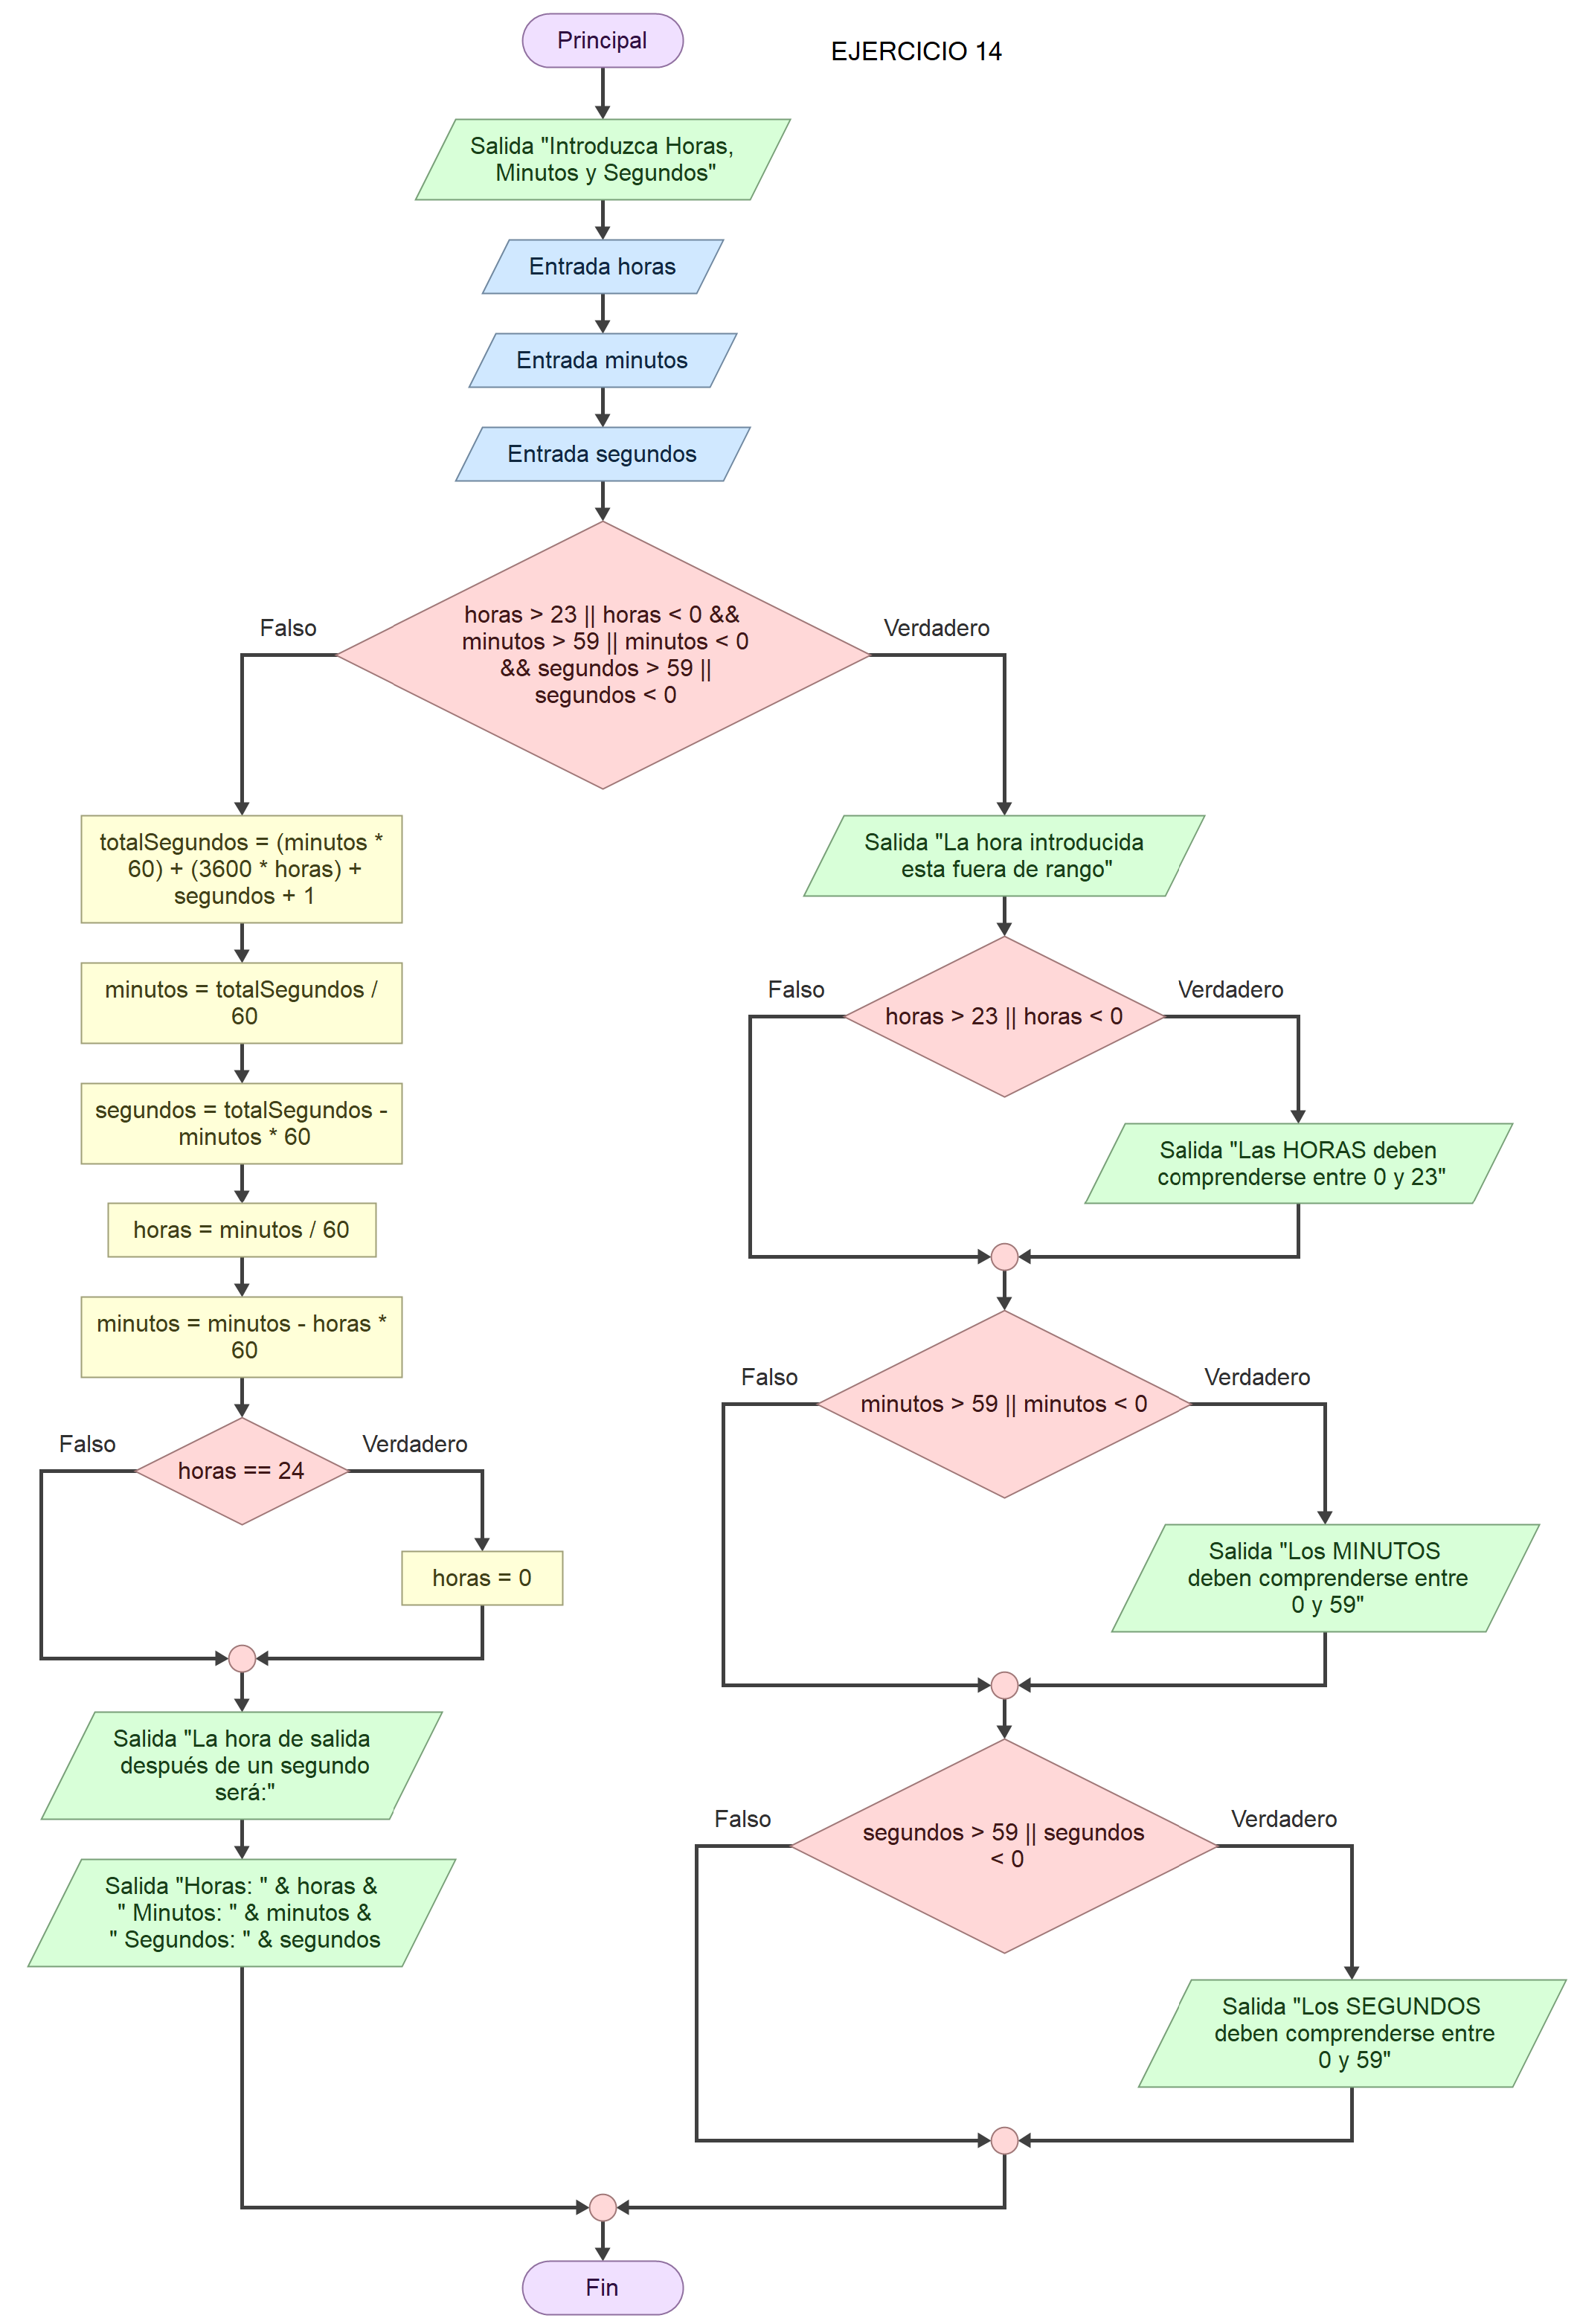 Principal
EJERCICIO 14
Salida "Introduzca Horas,
Minutos y Segundos"
Entrada horas
Entrada minutos
Entrada segundos
horas > 23 || horas < 0 &&
minutos > 59 || minutos < 0
&& segundos > 59 ||
segundos < 0
Falso
Verdadero
totalSegundos = (minutos *
60) + (3600 * horas) +
segundos + 1
minutos = totalSegundos /
60
segundos = totalSegundos -
minutos * 60
horas = minutos / 60
minutos = minutos - horas *
60
Falso
Verdadero
horas == 24
horas = 0
Salida "La hora de salida
después de un segundo
será:"
Salida "Horas: " & horas &
" Minutos: " & minutos &
" Segundos: " & segundos
Salida "La hora introducida
esta fuera de rango"
Falso
Verdadero
horas > 23 || horas < 0
Salida "Las HORAS deben
comprenderse entre 0 y 23"
Falso
Verdadero
minutos > 59 || minutos < 0
Salida "Los MINUTOS
deben comprenderse entre
0 y 59"
Falso
Verdadero
segundos > 59 || segundos
< 0
Salida "Los SEGUNDOS
deben comprenderse entre
0 y 59"
Fin